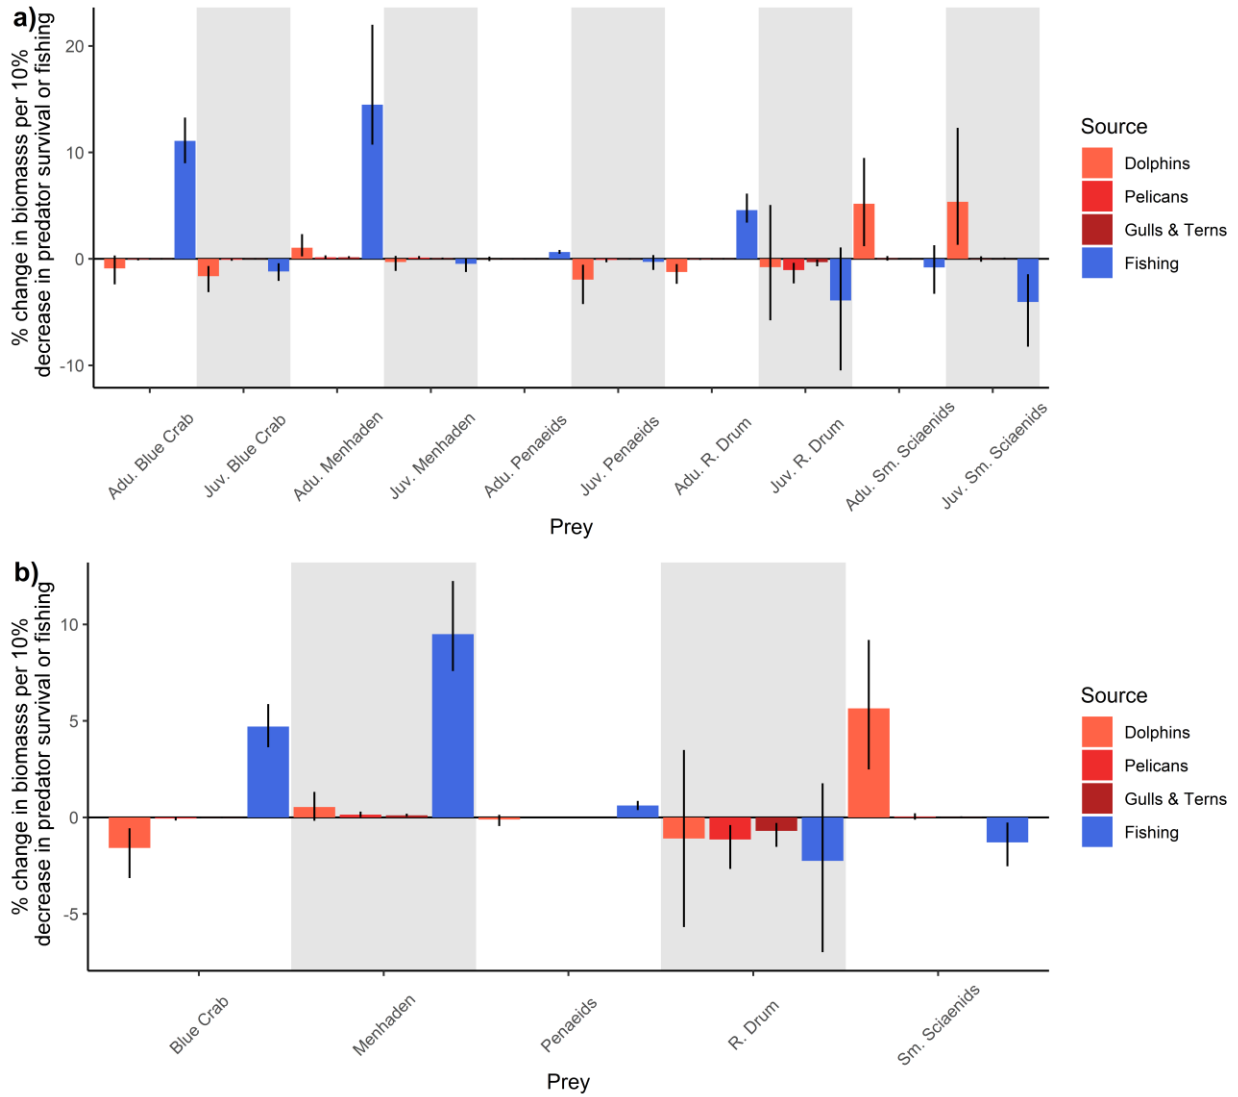 a)
% change in biomasss per 10%
decrease in predator survival or fishing
20
10
0
-10
Adu. Blue Crab
Juv. Blue Crab
Adu. Menhaden
Juv. Menhaden
Adu. Penaeids
Juv. Penaeids
Adu. R. Drum
Juv. R. Drum
Adu. Sm. Sciaenids
Juv. Sm. Sciaenids
Prey
Source
Dolphins
Pelicans
Gulls & Terns
Fishing
b)
% change in biomasss per 10%
decrease in predator survival or fishing
10
5
0
-5
Blue Crab
Menhaden
Penaeids
R. Drum
Sm. Sciaenids
Prey
Source
Dolphins
Pelicans
Gulls & Terns
Fishing